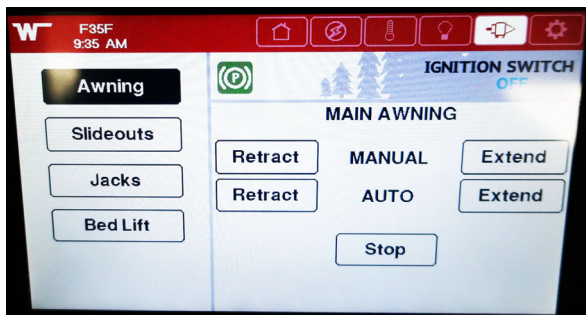 W F35F
9:35 AM
Awning
Slideouts
Jacks
Bed Lift
(P)
IGNITION SWITCH
OFF
MAIN AWNING
Retract MANUAL Extend
Retract AUTO Extend
Stop